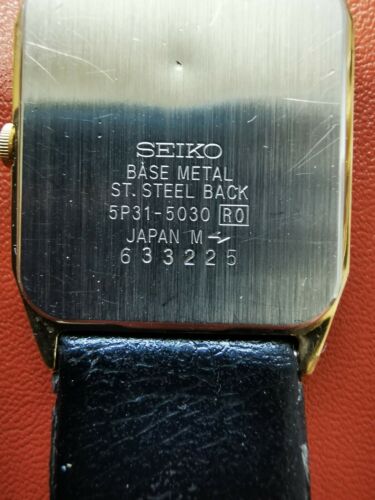 SEIKO
BASE METAL
ST. STEEL BACK
5P31-5030 R0
JAPAN M
633225